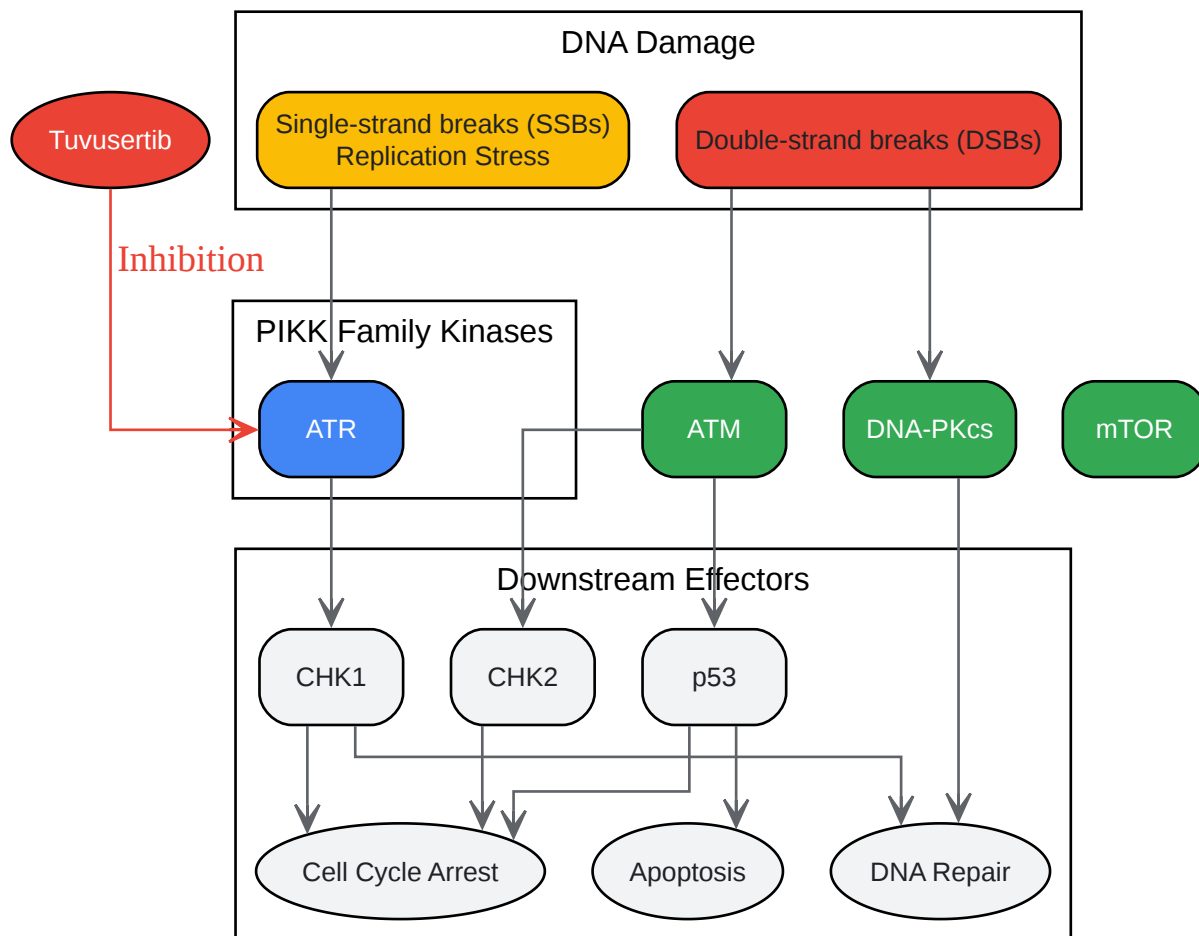 DNA Damage
Tuvusertib
Single-strand breaks (SSBs)
Replication Stress
Double-strand breaks (DSBs)
Inhibition
PIKK Family Kinases
ATR
ATM
DNA-PKcs
mTOR
Downstream Effectors
CHK1
CHK2
p53
Cell Cycle Arrest
Apoptosis
DNA Repair